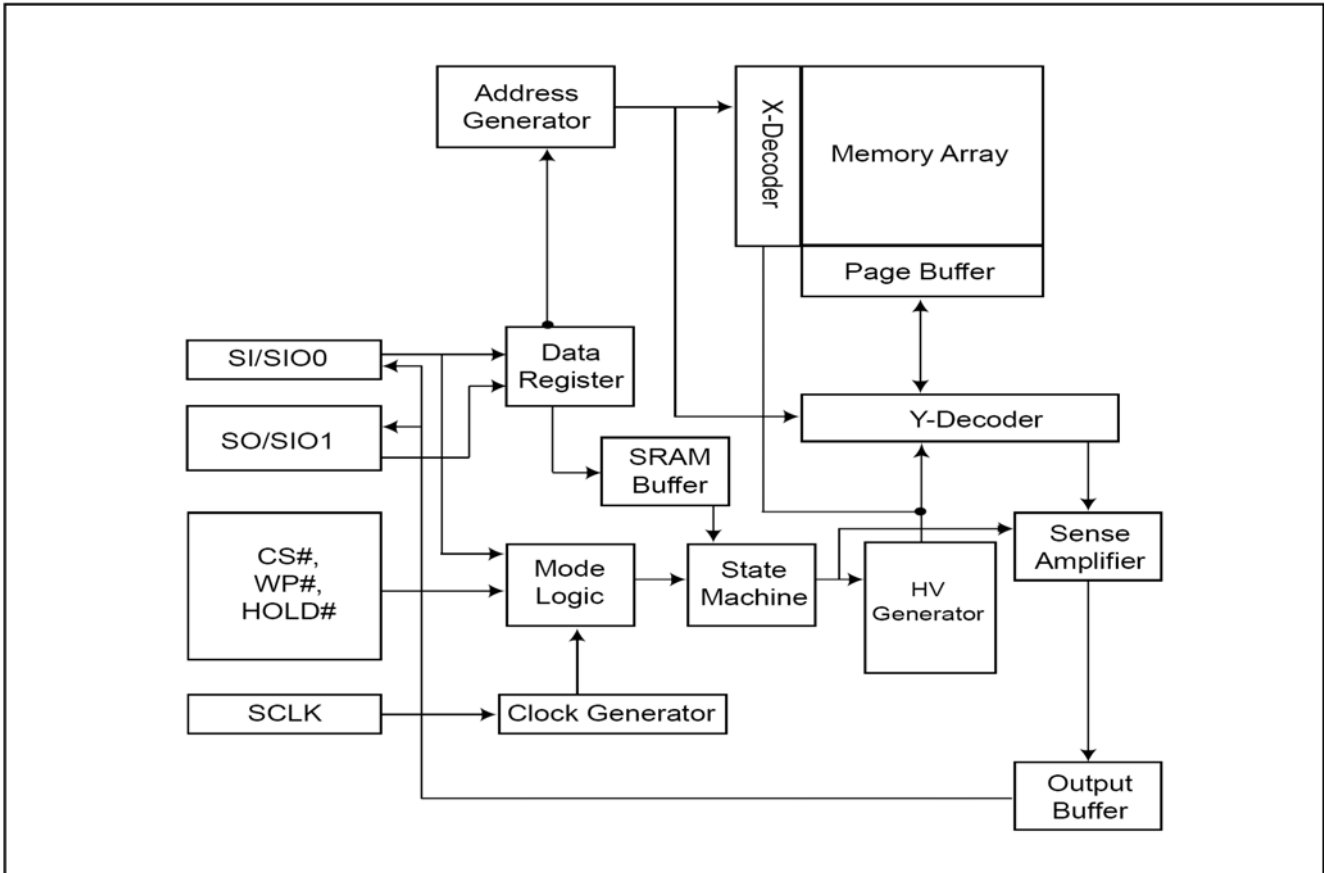 Address
Generator
X-Decoder
Memory Array
Page Buffer
SI/SIO0
Data
Register
SO/SIO1
Y-Decoder
SRAM
Buffer
CS#,
WP#,
HOLD#
Mode
Logic
State
Machine
HV
Generator
Sense
Amplifier
SCLK
Clock Generator
Output
Buffer